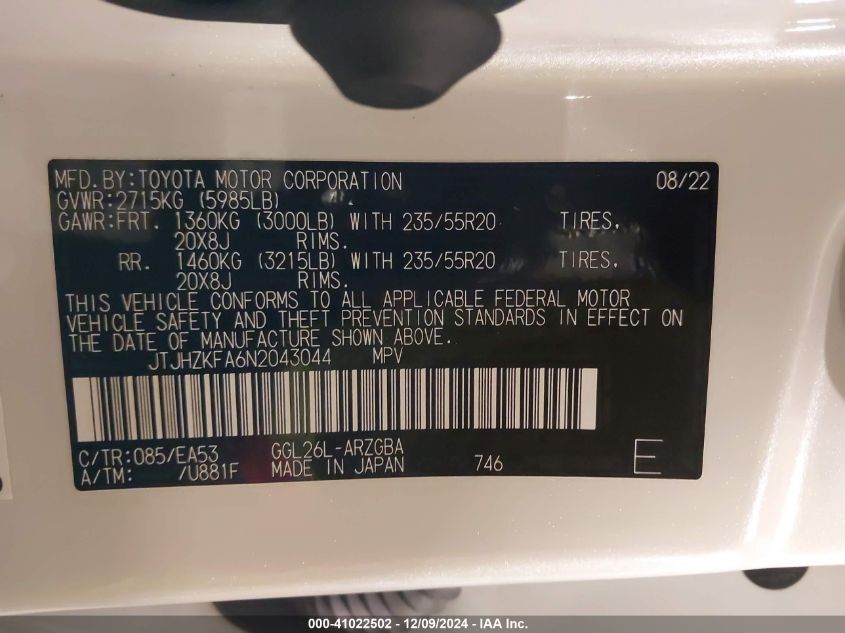 MFD.BY:TOYOTA MOTOR CORPORATION 08/22
GVWR:2715KG (5985LB)
GAWR:FRT. 1360KG (3000LB) WITH 235/55R20 TIRES,
20X8J RIMS.
RR. 1460KG (3215LB) WITH 235/55R20 TIRES,
20X8J RIMS.
THIS VEHICLE CONFORMS TO ALL APPLICABLE FEDERAL MOTOR
VEHICLE SAFETY AND THEFT PREVENTION STANDARDS IN EFFECT ON
THE DATE OF MANUFACTURE SHOWN ABOVE.
JTJHZKFA6N2043044 MPV
C/TR:085/EA53 GGL26L-ARZGBA
A/TM: /U881F MADE IN JAPAN 746 E
000-41022502 - 12/09/2024 - IAA Inc.